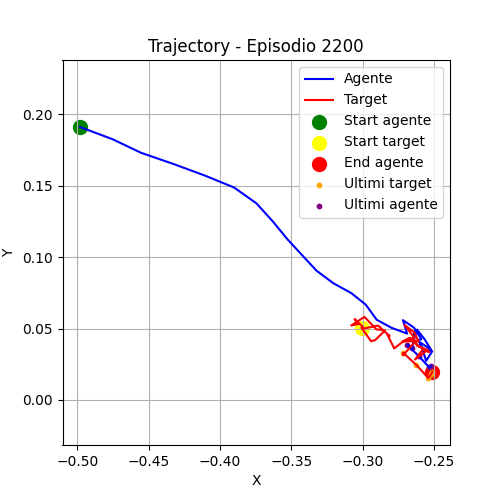 Trajectory - Episodio 2200
Agente
Target
Start agente
Start target
End agente
Ultimi target
Ultimi agente
Y
0.20
0.15
0.10
0.05
0.00
−0.50
−0.45
−0.40
−0.35
−0.30
−0.25
X